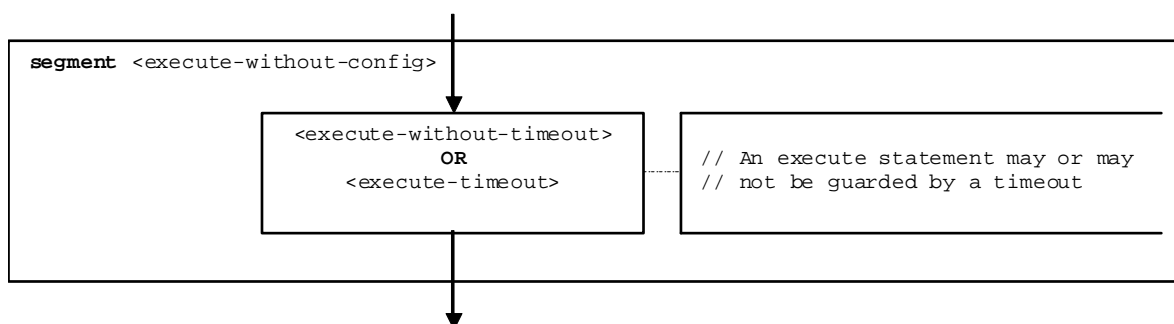 segment <execute-without-config>
<execute-without-timeout>
OR
<execute-timeout>
// An execute statement may or may
// not be guarded by a timeout